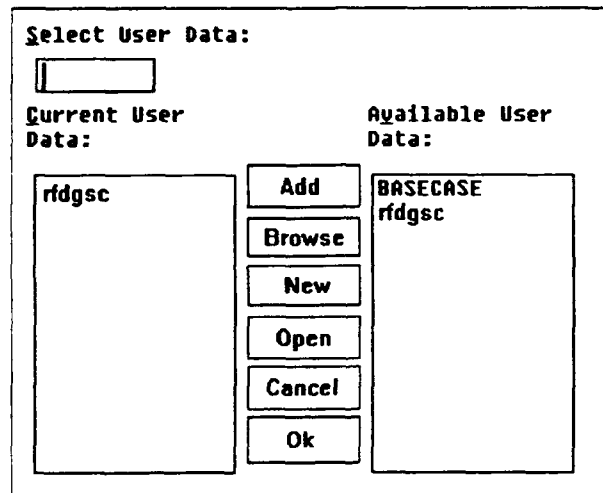 Select User Data:
Current User
Data:
rfdgsc
Add
Browse
New
Open
Cancel
Ok
Available User
Data:
BASECASE
rfdgsc